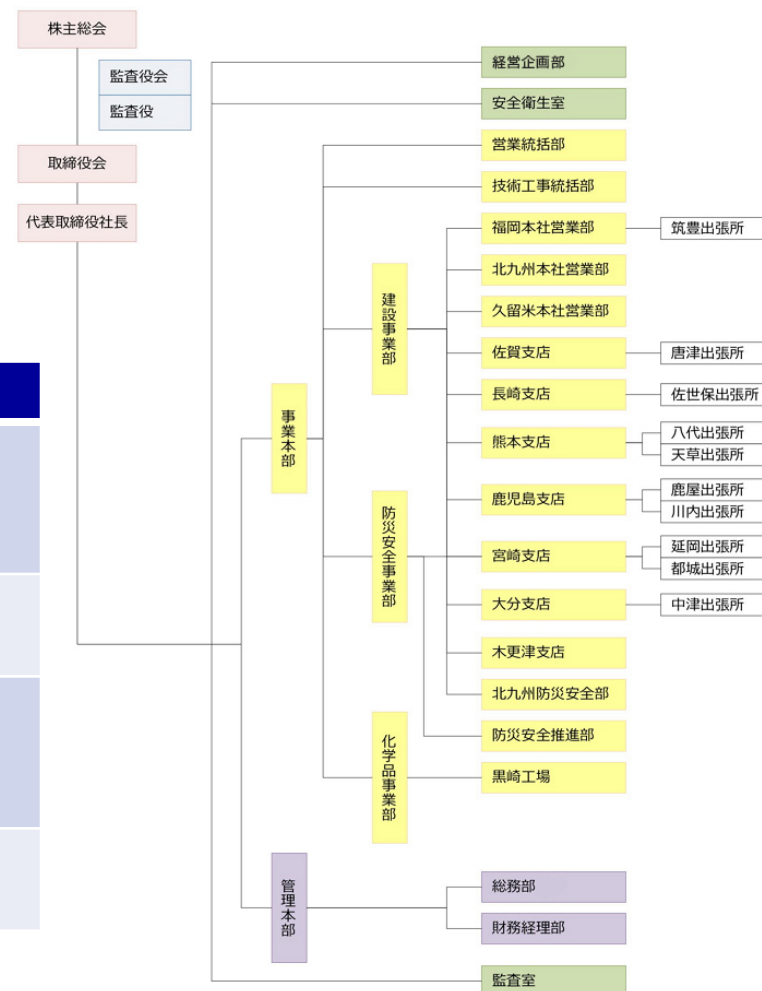 株主総会
監査役会
監査役
取締役会
代表取締役社長
経営企画部
安全衛生室
事業本部
営業統括部
技術工事統括部
建設事業部
福岡本社営業部
筑豊出張所
北九州本社営業部
久留米本社営業部
佐賀支店
唐津出張所
長崎支店
佐世保出張所
熊本支店
八代出張所
天草出張所
鹿児島支店
鹿屋出張所
川内出張所
防災安全事業部
宮崎支店
延岡出張所
都城出張所
大分支店
中津出張所
木更津支店
北九州防災安全部
防災安全推進部
化学品事業部
黒崎工場
管理本部
総務部
財務経理部
監査室